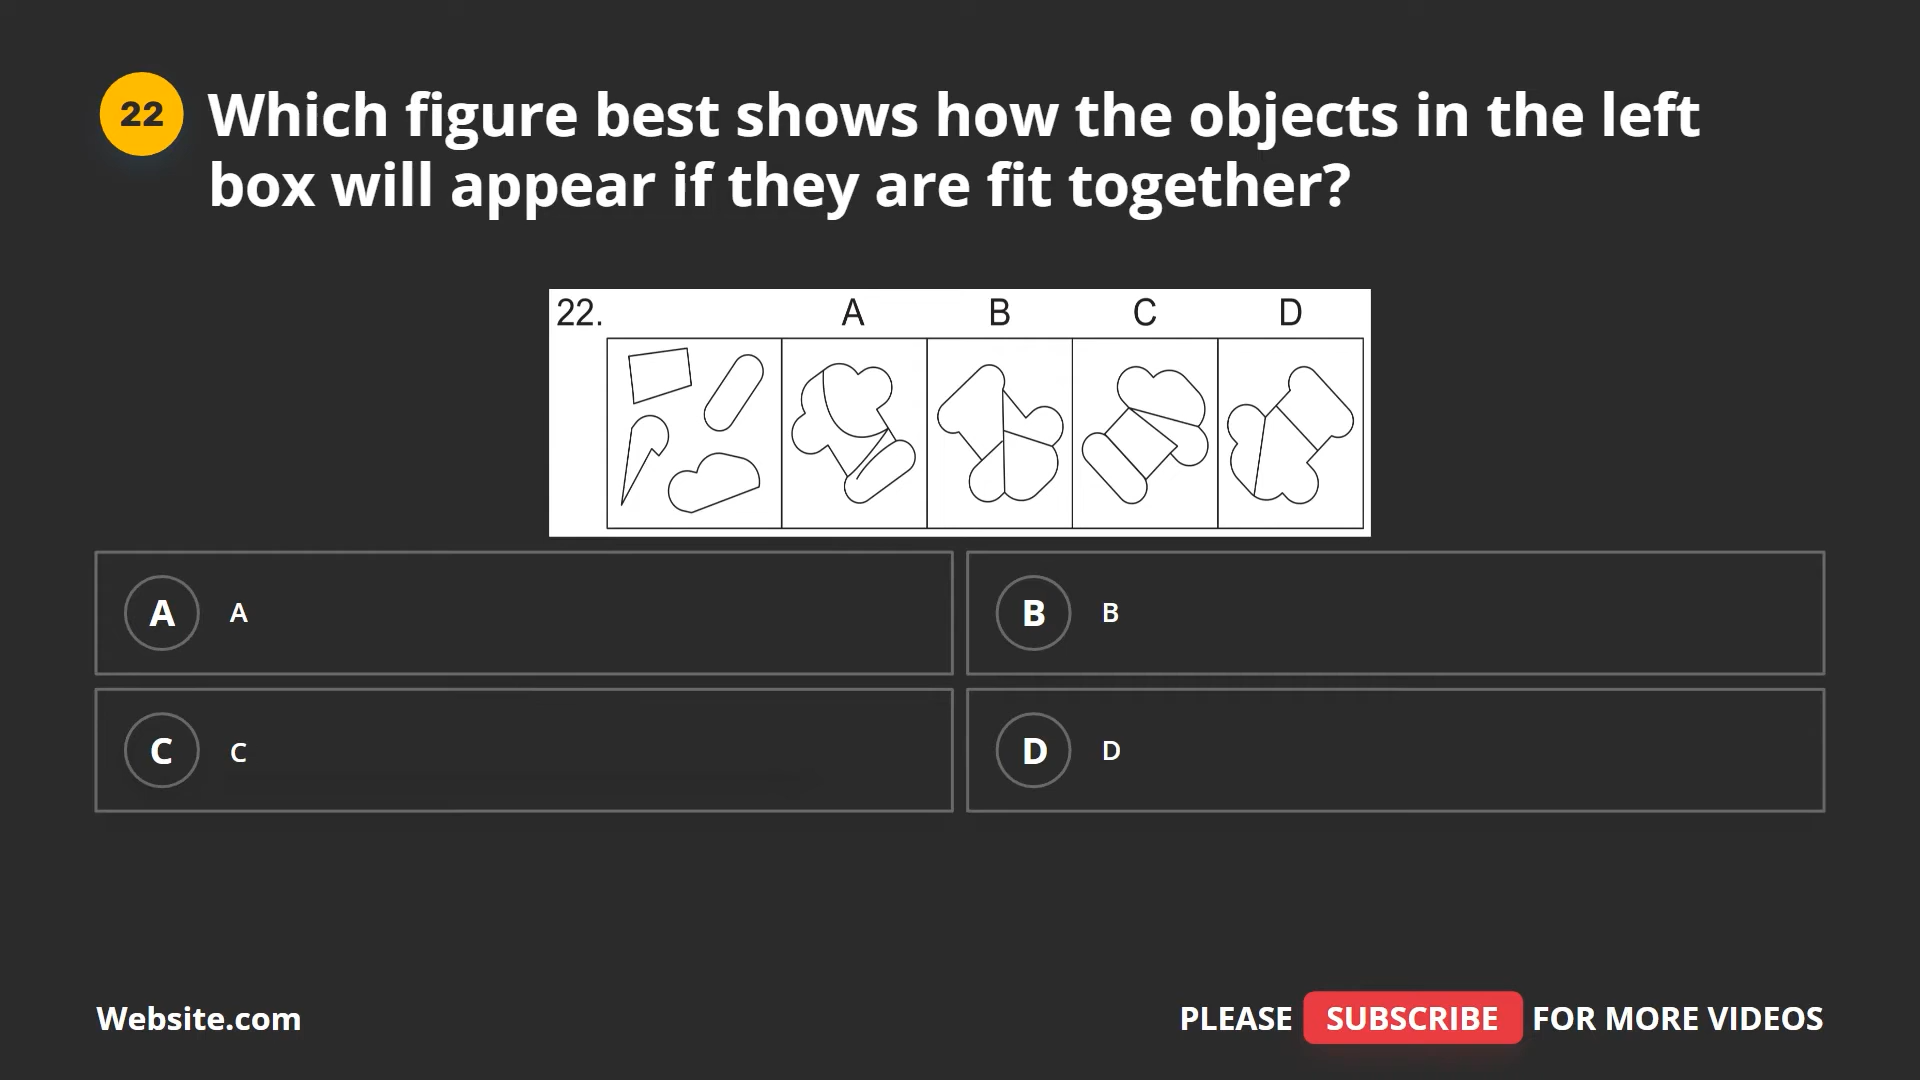 22
Which figure best shows how the objects in the left
box will appear if they are fit together?
22.
A
B
C
D
A A
B B
C C
D D
Website.com
PLEASE SUBSCRIBE FOR MORE VIDEOS